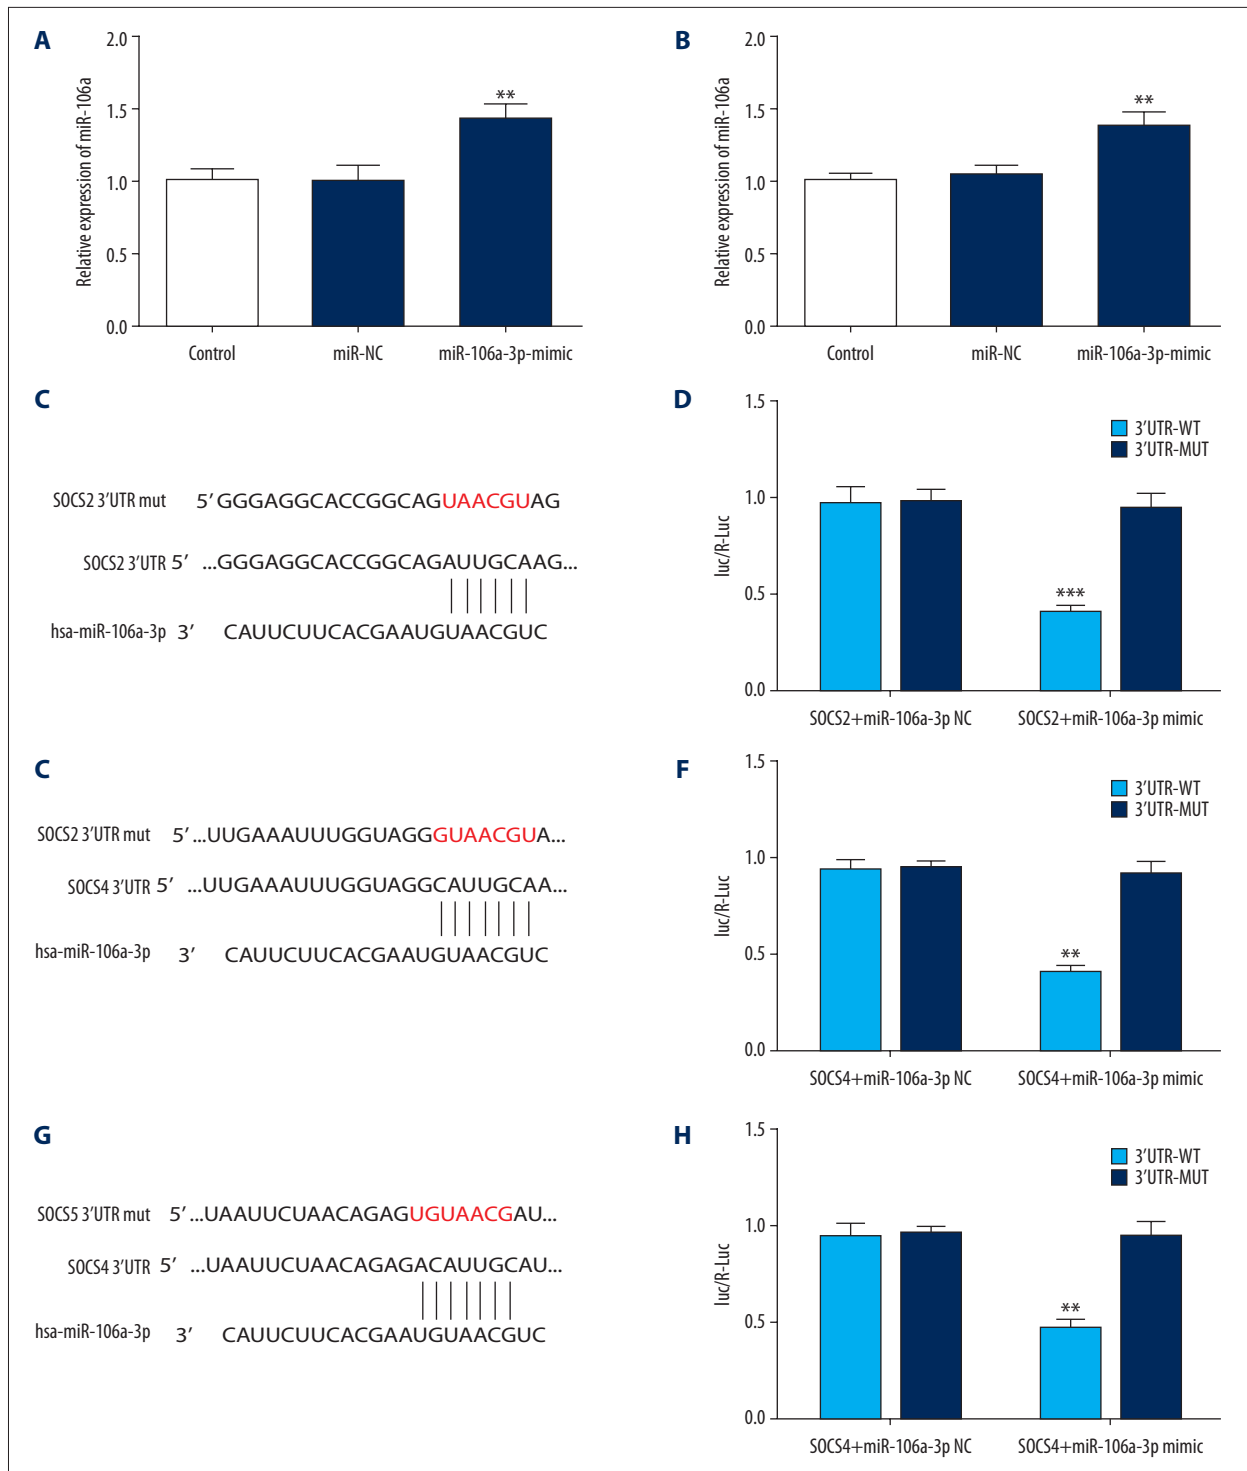 A
2.0
1.5
1.0
0.5
0.0
Relative expression of miR-106a
**
Control
miR-NC
miR-106a-3p-mimic
B
2.0
1.5
1.0
0.5
0.0
Relative expression of miR-106a
**
Control
miR-NC
miR-106a-3p-mimic
C
SOCS2 3’UTR mut 5’ GGGAGGCACCGGCAGUAACGUAG
SOCS2 3’UTR 5’ ...GGGAGGCACCGGCAGAUUGCAAG...
hsa-miR-106a-3p 3’ CAUUCUUCACGAAUGUAACGUC
D
1.5
1.0
0.5
0.0
luc/R-Luc
3’UTR-WT
3’UTR-MUT
***
SOCS2+miR-106a-3p NC
SOCS2+miR-106a-3p mimic
C
SOCS2 3’UTR mut 5’ ...UUGAAAUUUGGUAGGGUAACGUA...
SOCS4 3’UTR 5’ ...UUGAAAUUUGGUAGGCAUUGCAA...
hsa-miR-106a-3p 3’ CAUUCUUCACGAAUGUAACGUC
F
1.5
1.0
0.5
0.0
luc/R-Luc
3’UTR-WT
3’UTR-MUT
**
SOCS4+miR-106a-3p NC
SOCS4+miR-106a-3p mimic
G
SOCS5 3’UTR mut 5’ ...UAAUUCUAACAGAGUGUAACGAU...
SOCS4 3’UTR 5’ ...UAAUUCUAACAGAGACAUUGCAU...
hsa-miR-106a-3p 3’ CAUUCUUCACGAAUGUAACGUC
H
1.5
1.0
0.5
0.0
luc/R-Luc
3’UTR-WT
3’UTR-MUT
**
SOCS4+miR-106a-3p NC
SOCS4+miR-106a-3p mimic